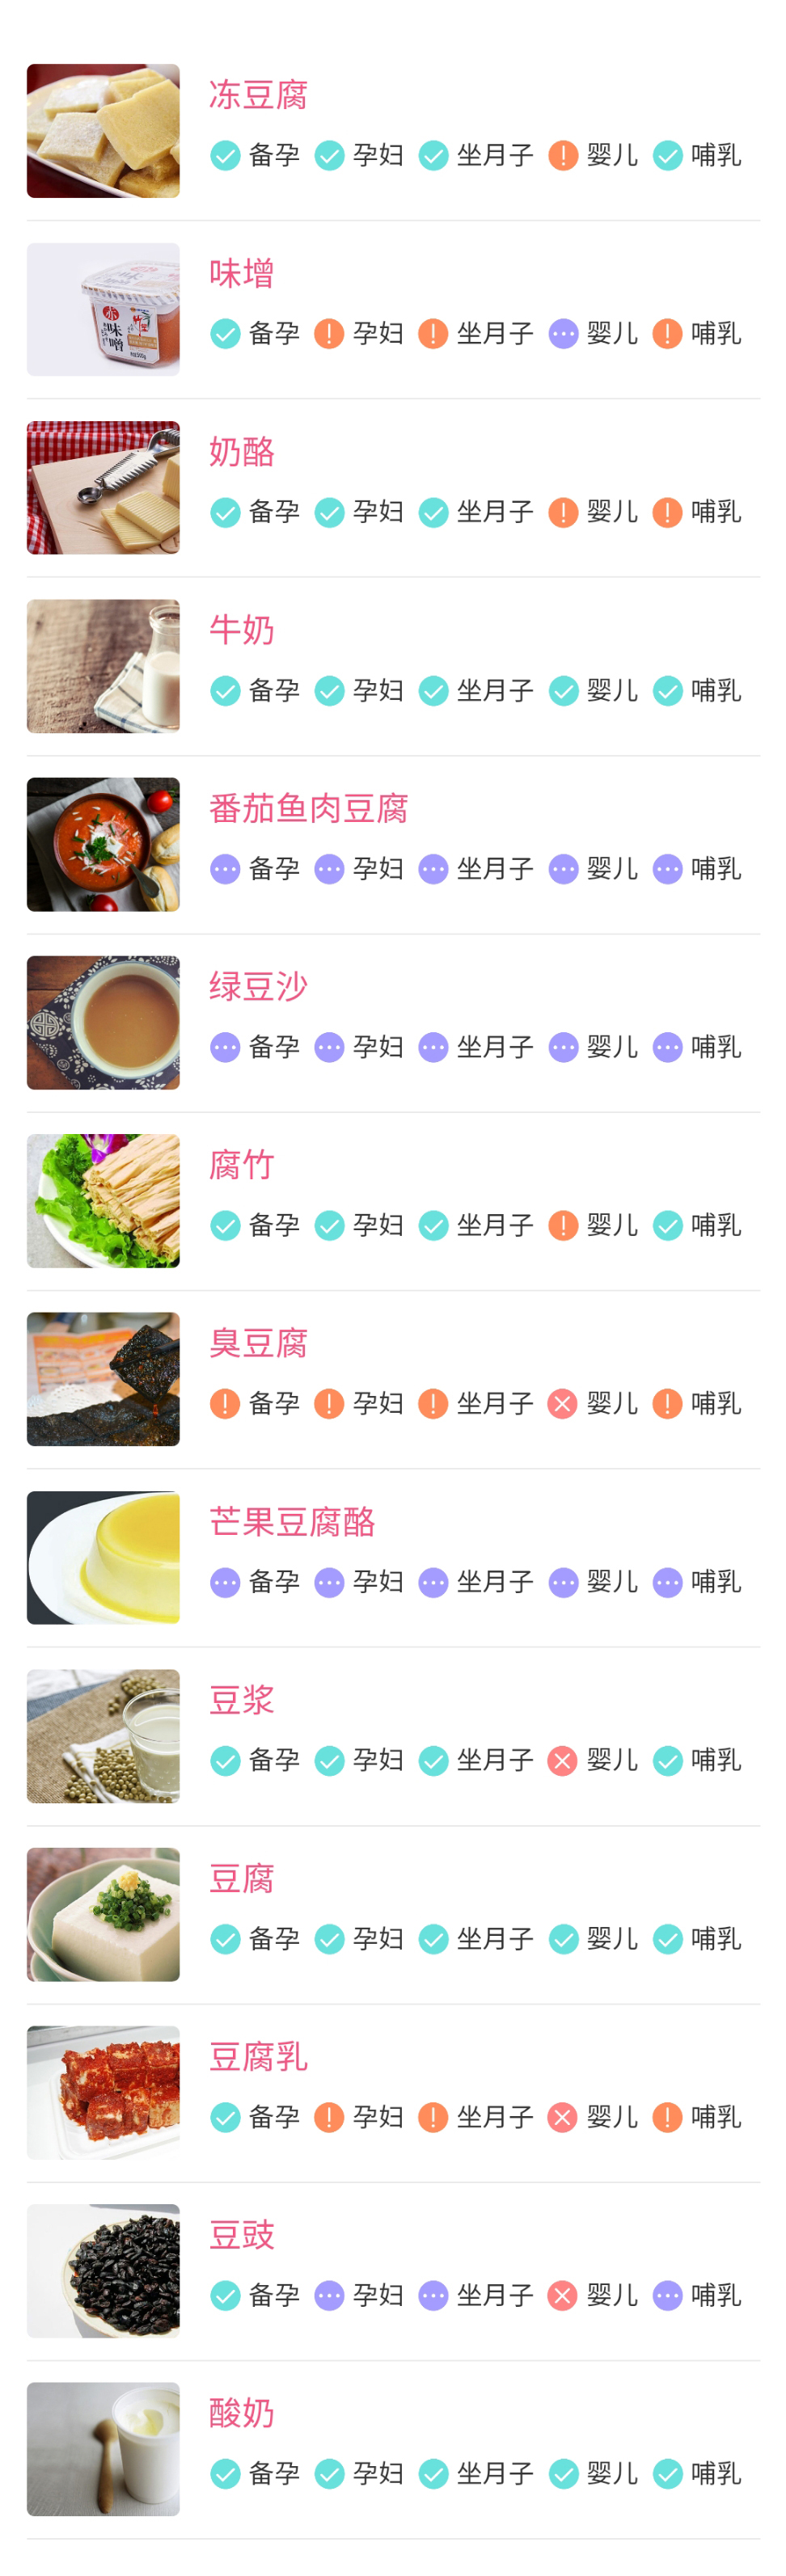 冻豆腐
备孕 孕妇 坐月子 婴儿 哺乳
味增
味噌
备孕 孕妇 坐月子 婴儿 哺乳
奶酪
备孕 孕妇 坐月子 婴儿 哺乳
牛奶
备孕 孕妇 坐月子 婴儿 哺乳
番茄鱼肉豆腐
备孕 孕妇 坐月子 婴儿 哺乳
绿豆沙
备孕 孕妇 坐月子 婴儿 哺乳
腐竹
备孕 孕妇 坐月子 婴儿 哺乳
臭豆腐
备孕 孕妇 坐月子 婴儿 哺乳
芒果豆腐酪
备孕 孕妇 坐月子 婴儿 哺乳
豆浆
备孕 孕妇 坐月子 婴儿 哺乳
豆腐
备孕 孕妇 坐月子 婴儿 哺乳
豆腐乳
备孕 孕妇 坐月子 婴儿 哺乳
豆豉
备孕 孕妇 坐月子 婴儿 哺乳
酸奶
备孕 孕妇 坐月子 婴儿 哺乳